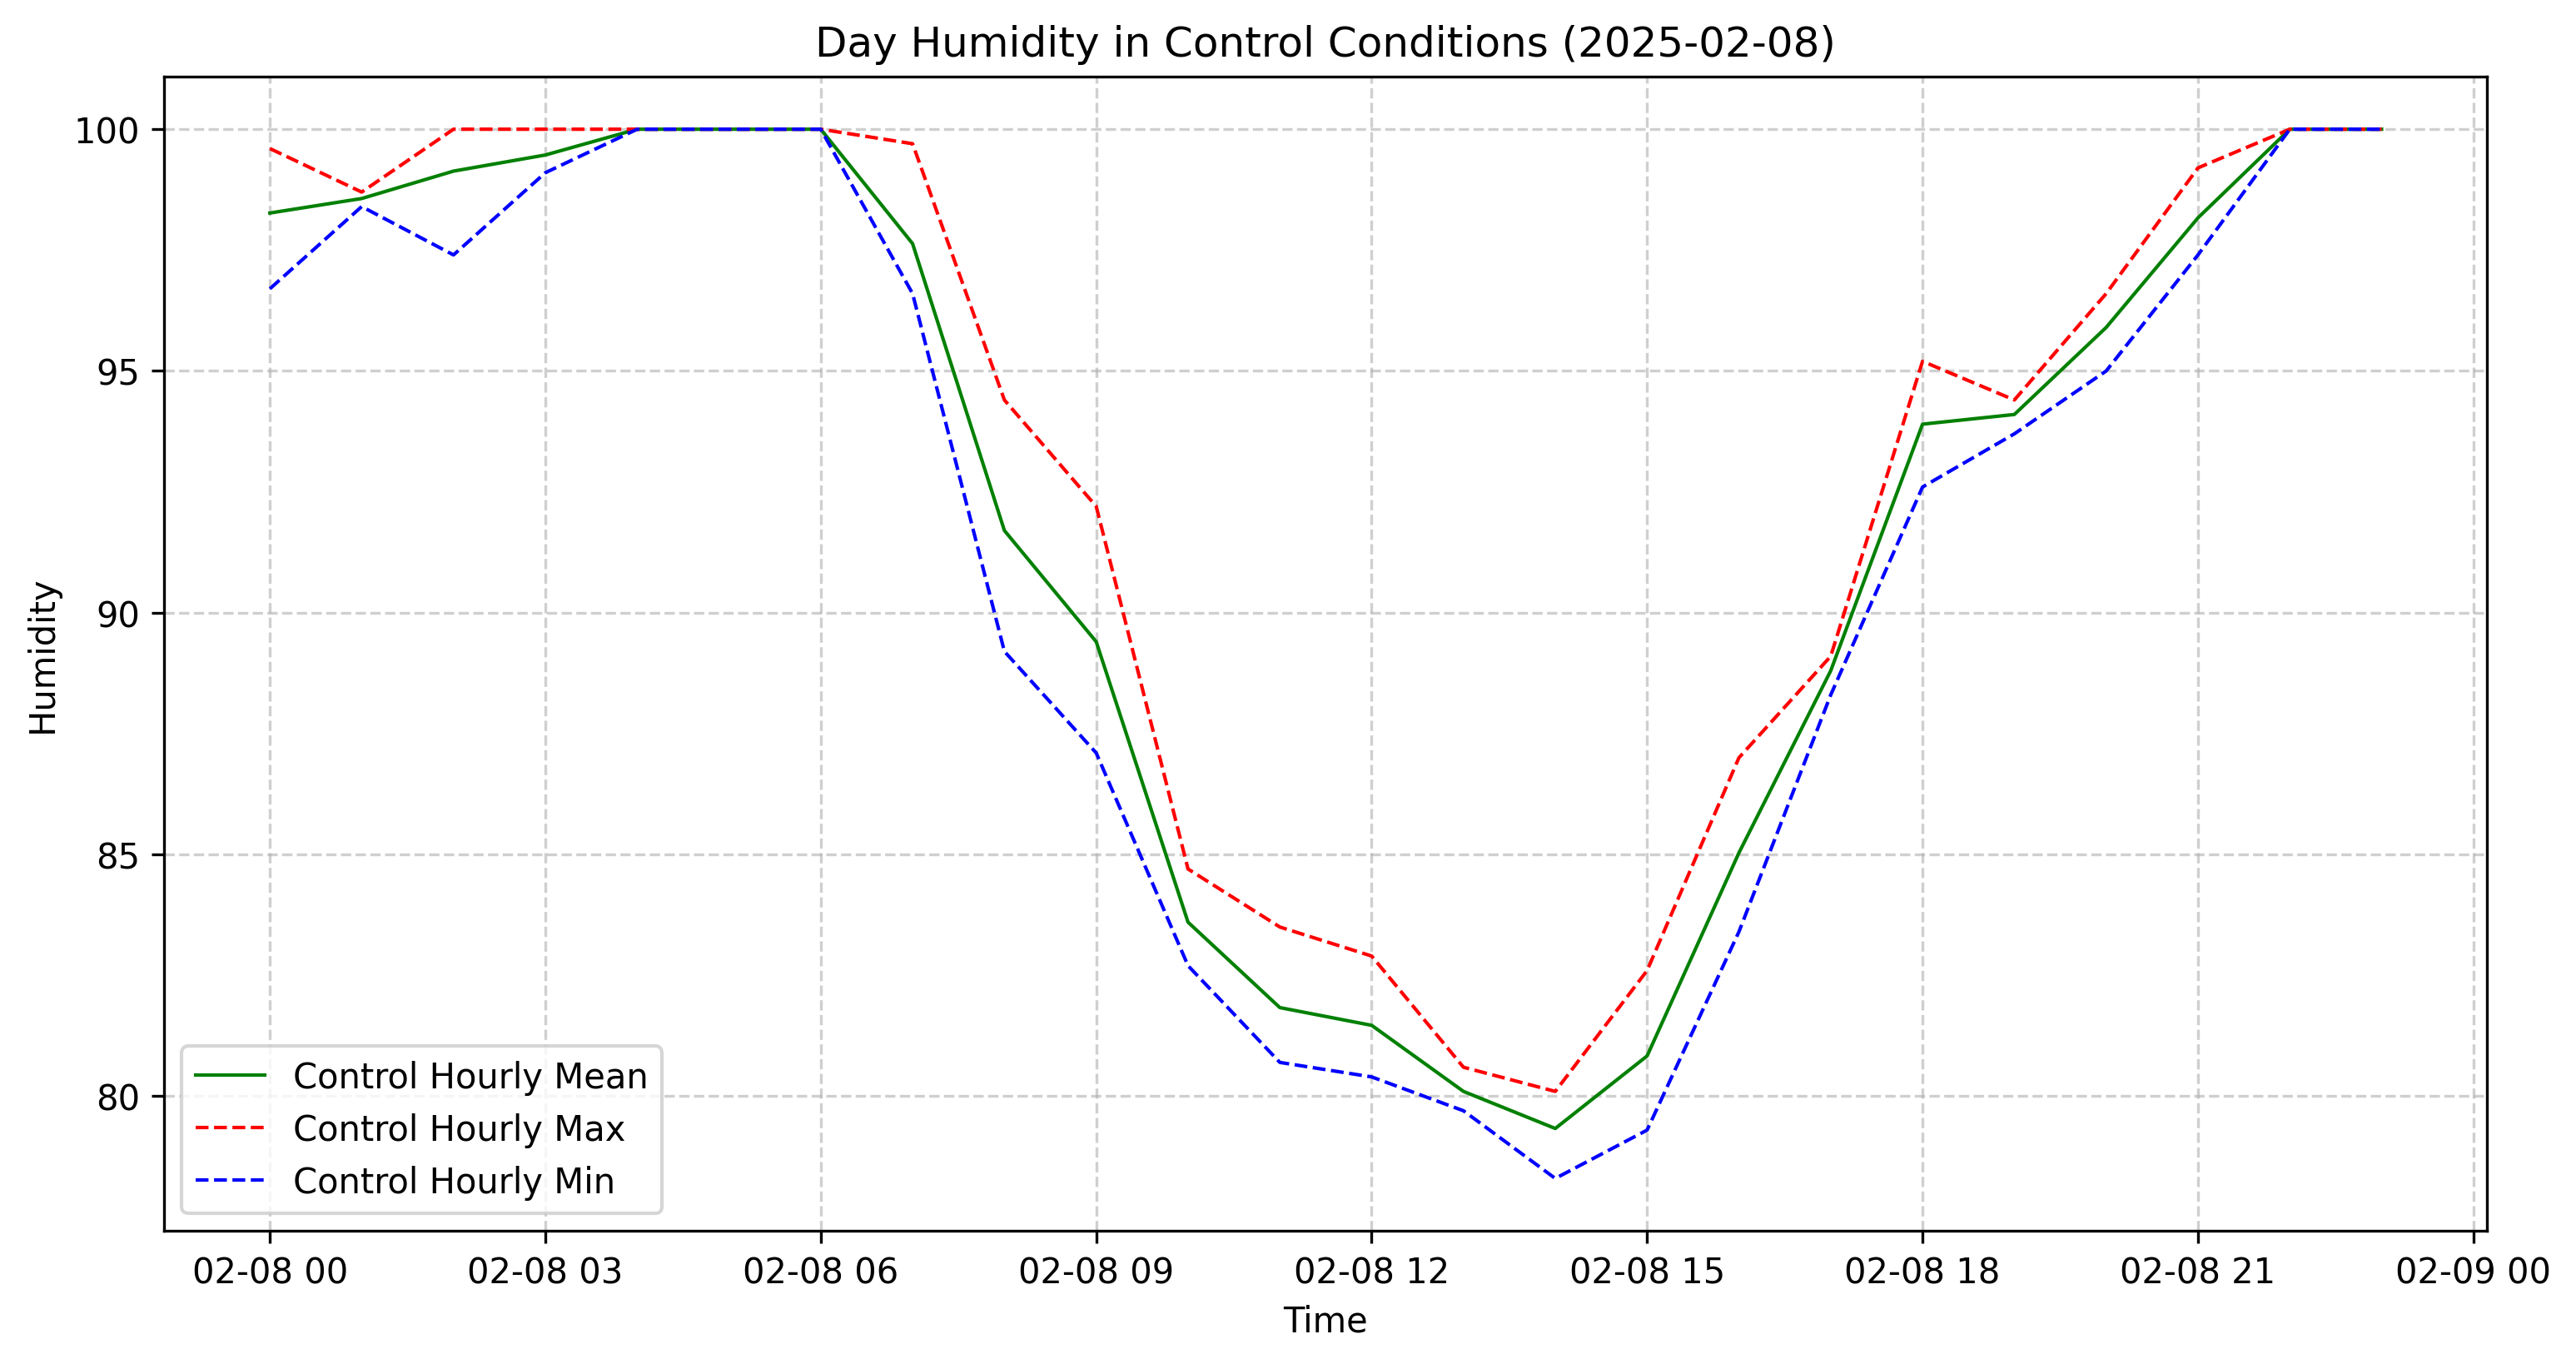 Day Humidity in Control Conditions (2025-02-08)
Humidity
100
95
90
85
80
Control Hourly Mean
Control Hourly Max
Control Hourly Min
02-08 00
02-08 03
02-08 06
02-08 09
02-08 12
02-08 15
02-08 18
02-08 21
02-09 00
Time